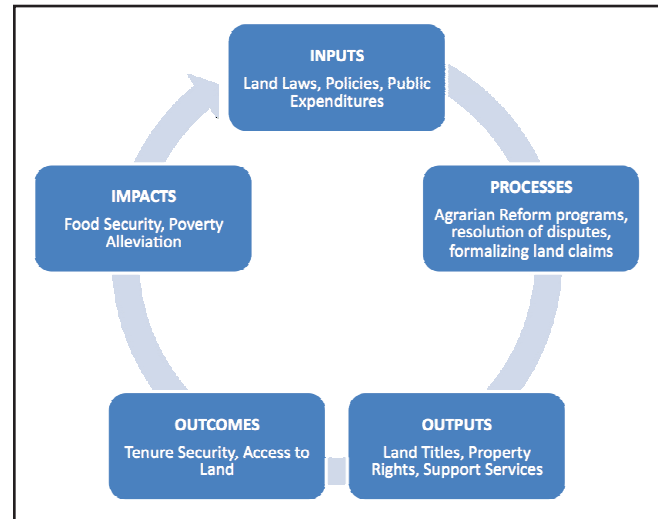 INPUTS
Land Laws, Policies, Public
Expenditures
PROCESSES
Agrarian Reform programs,
resolution of disputes,
formalizing land claims
OUTPUTS
Land Titles, Property
Rights, Support Services
OUTCOMES
Tenure Security, Access to
Land
IMPACTS
Food Security, Poverty
Alleviation